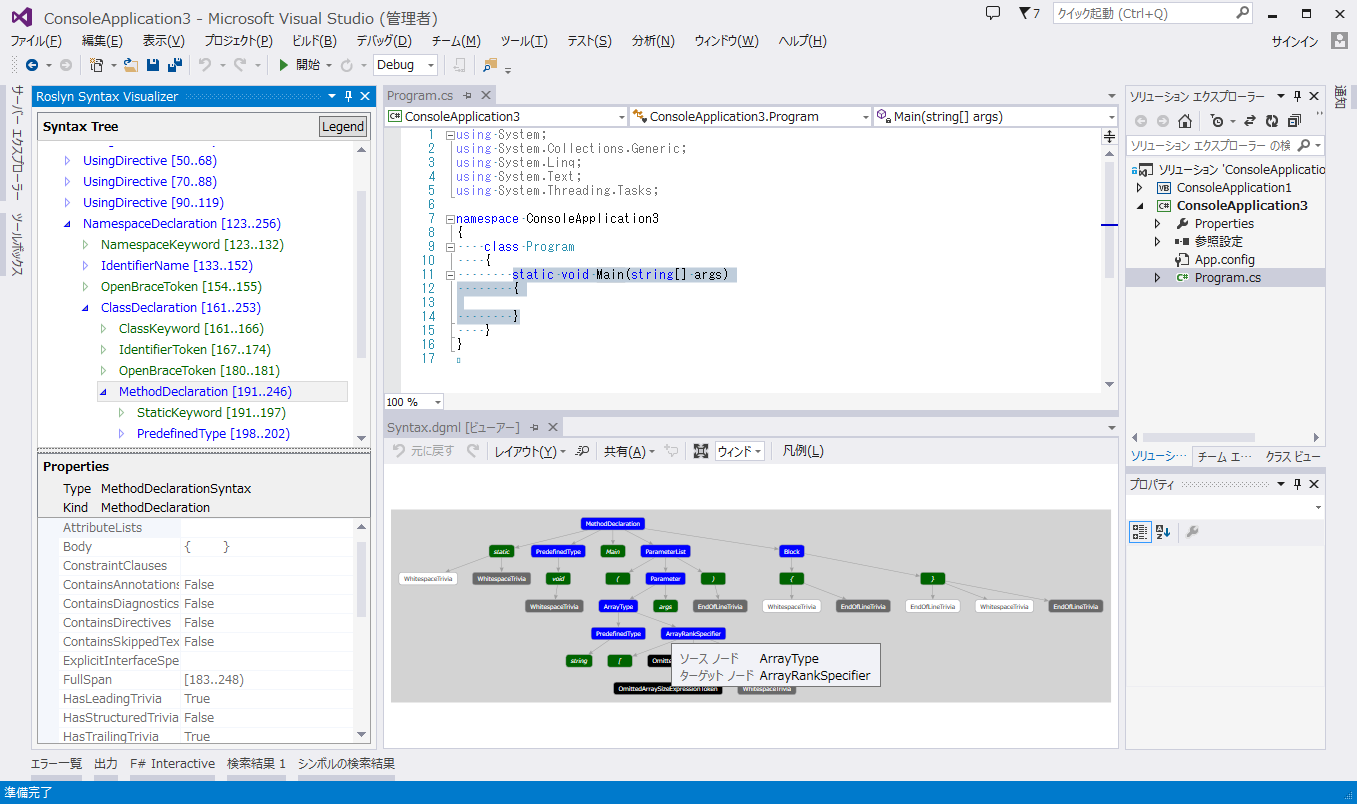 ConsoleApplication3 - Microsoft Visual Studio (管理者)
7
クイック起動 (Ctrl+Q)
ファイル(F) 編集(E) 表示(V) プロジェクト(P) ビルド(B) デバッグ(D) チーム(M) ツール(T) テスト(S) 分析(N) ウィンドウ(W) ヘルプ(H)
サインイン
開始 Debug
サーバー エクスプローラー
ツールボックス
Roslyn Syntax Visualizer
Syntax Tree Legend
UsingDirective [50..68)
UsingDirective [70..88)
UsingDirective [90..119)
NamespaceDeclaration [123..256)
NamespaceKeyword [123..132)
IdentifierName [133..152)
OpenBraceToken [154..155)
ClassDeclaration [161..253)
ClassKeyword [161..166)
IdentifierToken [167..174)
OpenBraceToken [180..181)
MethodDeclaration [191..246)
StaticKeyword [191..197)
PredefinedType [198..202)
Properties
Type MethodDeclarationSyntax
Kind MethodDeclaration
AttributeLists
Body { }
ConstraintClauses
ContainsAnnotations False
ContainsDiagnostics False
ContainsDirectives False
ContainsSkippedTex False
ExplicitInterfaceSpe
FullSpan [183..248)
HasLeadingTrivia True
HasStructuredTrivia False
HasTrailingTrivia True
Program.cs
ConsoleApplication3 ConsoleApplication3.Program Main(string[] args)
1 using System;
2 using System.Collections.Generic;
3 using System.Linq;
4 using System.Text;
5 using System.Threading.Tasks;
6
7 namespace ConsoleApplication3
8 {
9 class Program
10 {
11 static void Main(string[] args)
12 {
13
14 }
15 }
16 }
17
100 %
Syntax.dgml [ビューアー]
元に戻す レイアウト(Y) 共有(A) ウィンド 凡例(L)
MethodDeclaration
static PredefinedType Main ParameterList Block
WhitespaceTrivia WhitespaceTrivia void ( Parameter ) { }
WhitespaceTrivia ArrayType args EndOfLineTrivia WhitespaceTrivia EndOfLineTrivia EndOfLineTrivia WhitespaceTrivia EndOfLineTrivia
PredefinedType ArrayRankSpecifier
string [
OmittedArraySizeExpressionToken WhitespaceTrivia
ソース ノード ArrayType
ターゲット ノード ArrayRankSpecifier
ソリューション エクスプローラー
ソリューション エクスプローラー の検
ソリューション 'ConsoleApplicatio
ConsoleApplication1
ConsoleApplication3
Properties
参照設定
App.config
Program.cs
ソリューシ… チーム エ… クラス ビュー
プロパティ
通知
エラー一覧 出力 F# Interactive 検索結果 1 シンボルの検索結果
準備完了